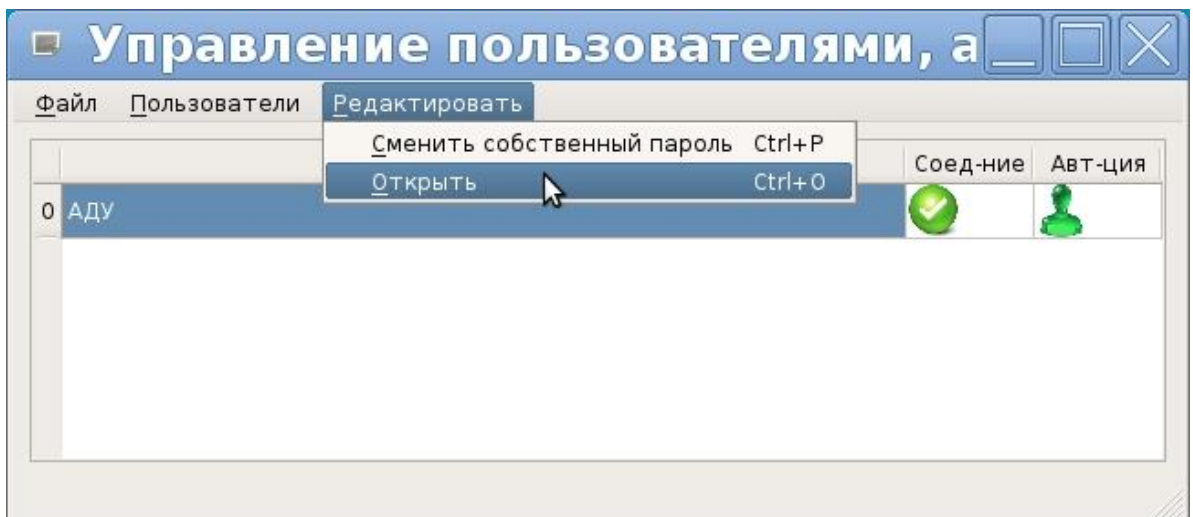 Управление пользователями, а
Файл Пользователи Редактировать
Сменить собственный пароль Ctrl+P
Открыть Ctrl+O
Соед-ние Авт-ция
0 АДУ